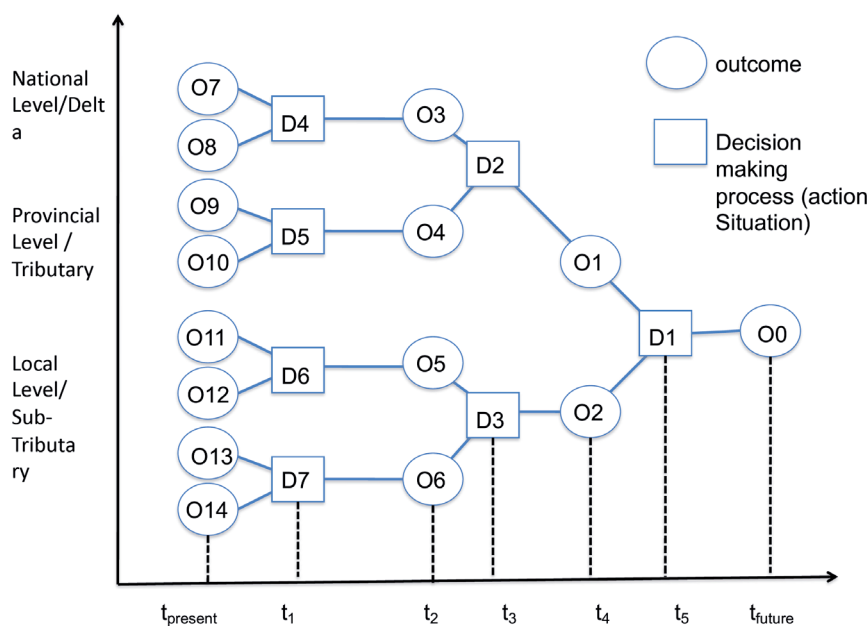 National
Level/Delt
a
Provincial
Level /
Tributary
Local
Level/
Sub-
Tributa
ry
O7
O8
O9
O10
O11
O12
O13
O14
D4
D5
D6
D7
O3
O4
O5
O6
D2
D3
O1
O2
D1
O0
outcome
Decision
making
process (action
Situation)
tpresent
t1
t2
t3
t4
t5
tfuture